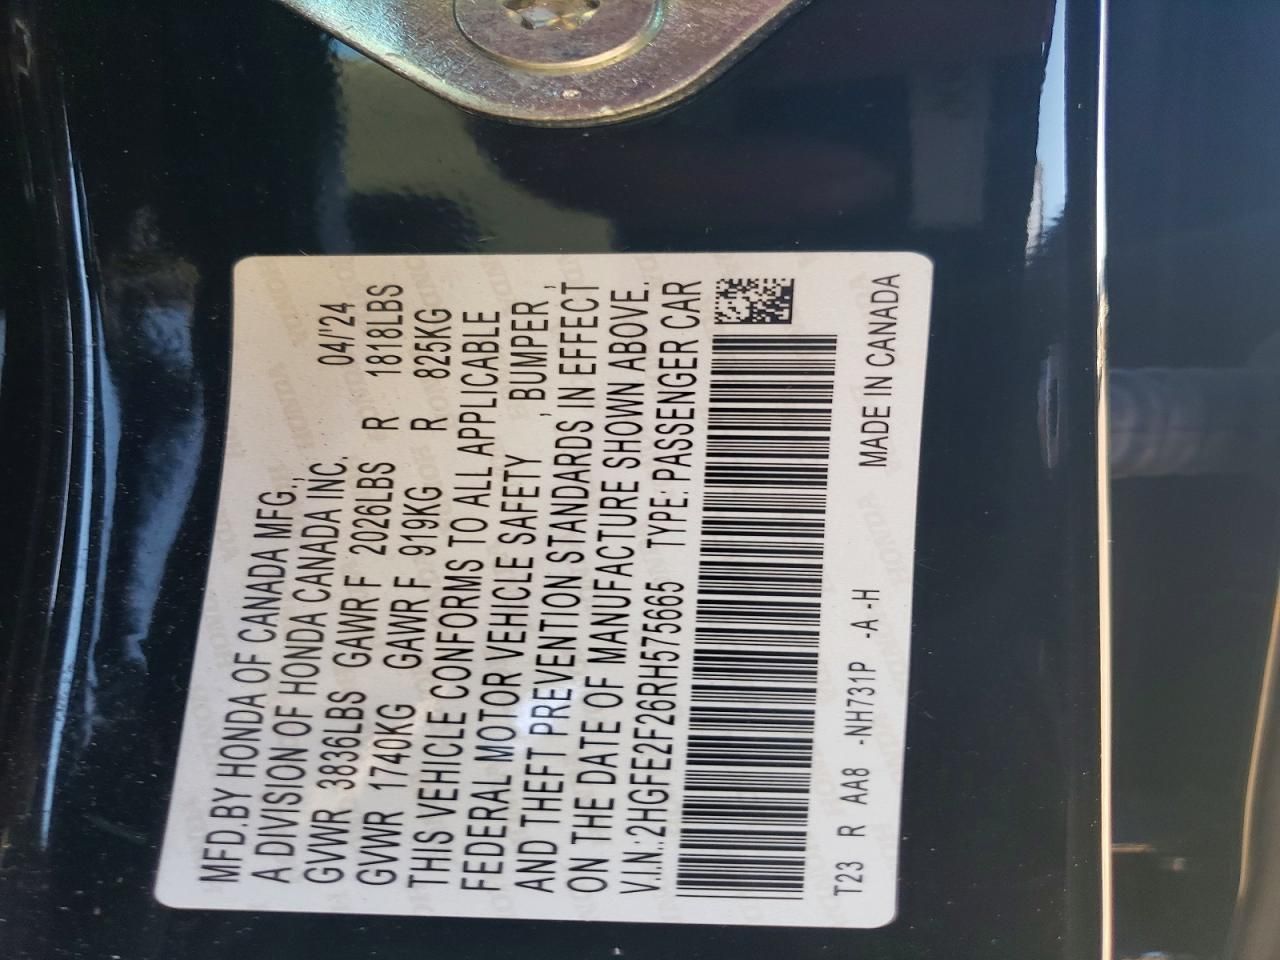 MFD.BY HONDA OF CANADA MFG.,
A DIVISION OF HONDA CANADA INC. 04/'24
GVWR 3836LBS GAWR F 2026LBS R 1818LBS
GVWR 1740KG GAWR F 919KG R 825KG
THIS VEHICLE CONFORMS TO ALL APPLICABLE
FEDERAL MOTOR VEHICLE SAFETY , BUMPER ,
AND THEFT PREVENTION STANDARDS IN EFFECT
ON THE DATE OF MANUFACTURE SHOWN ABOVE.
V.I.N.:2HGFE2F26RH575665 TYPE: PASSENGER CAR
T23 R AA8 -NH731P -A -H MADE IN CANADA